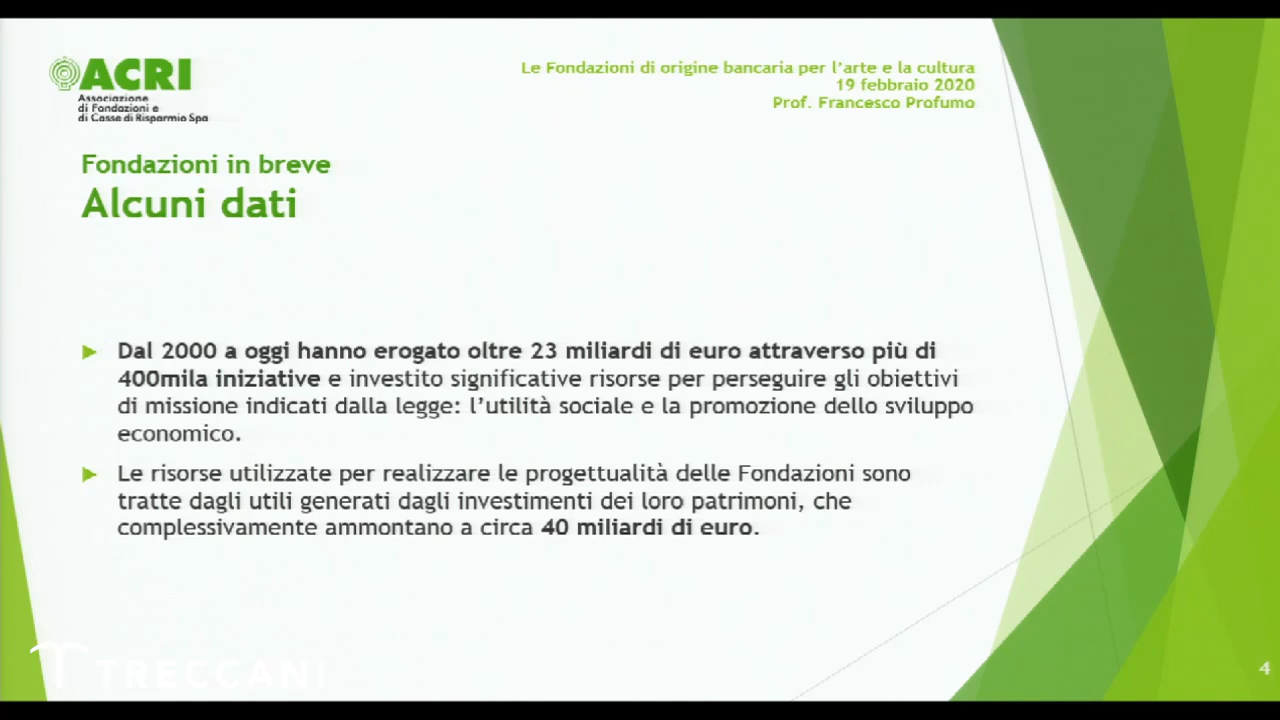 ACRI
Associazione
di Fondazioni e
di Casse di Risparmio Spa
Le Fondazioni di origine bancaria per l'arte e la cultura
19 febbraio 2020
Prof. Francesco Profumo
Fondazioni in breve
Alcuni dati
Dal 2000 a oggi hanno erogato oltre 23 miliardi di euro attraverso più di
400mila iniziative e investito significative risorse per perseguire gli obiettivi
di missione indicati dalla legge: l'utilità sociale e la promozione dello sviluppo
economico.
Le risorse utilizzate per realizzare le progettualità delle Fondazioni sono
tratte dagli utili generati dagli investimenti dei loro patrimoni, che
complessivamente ammontano a circa 40 miliardi di euro.
TRECCANI
4